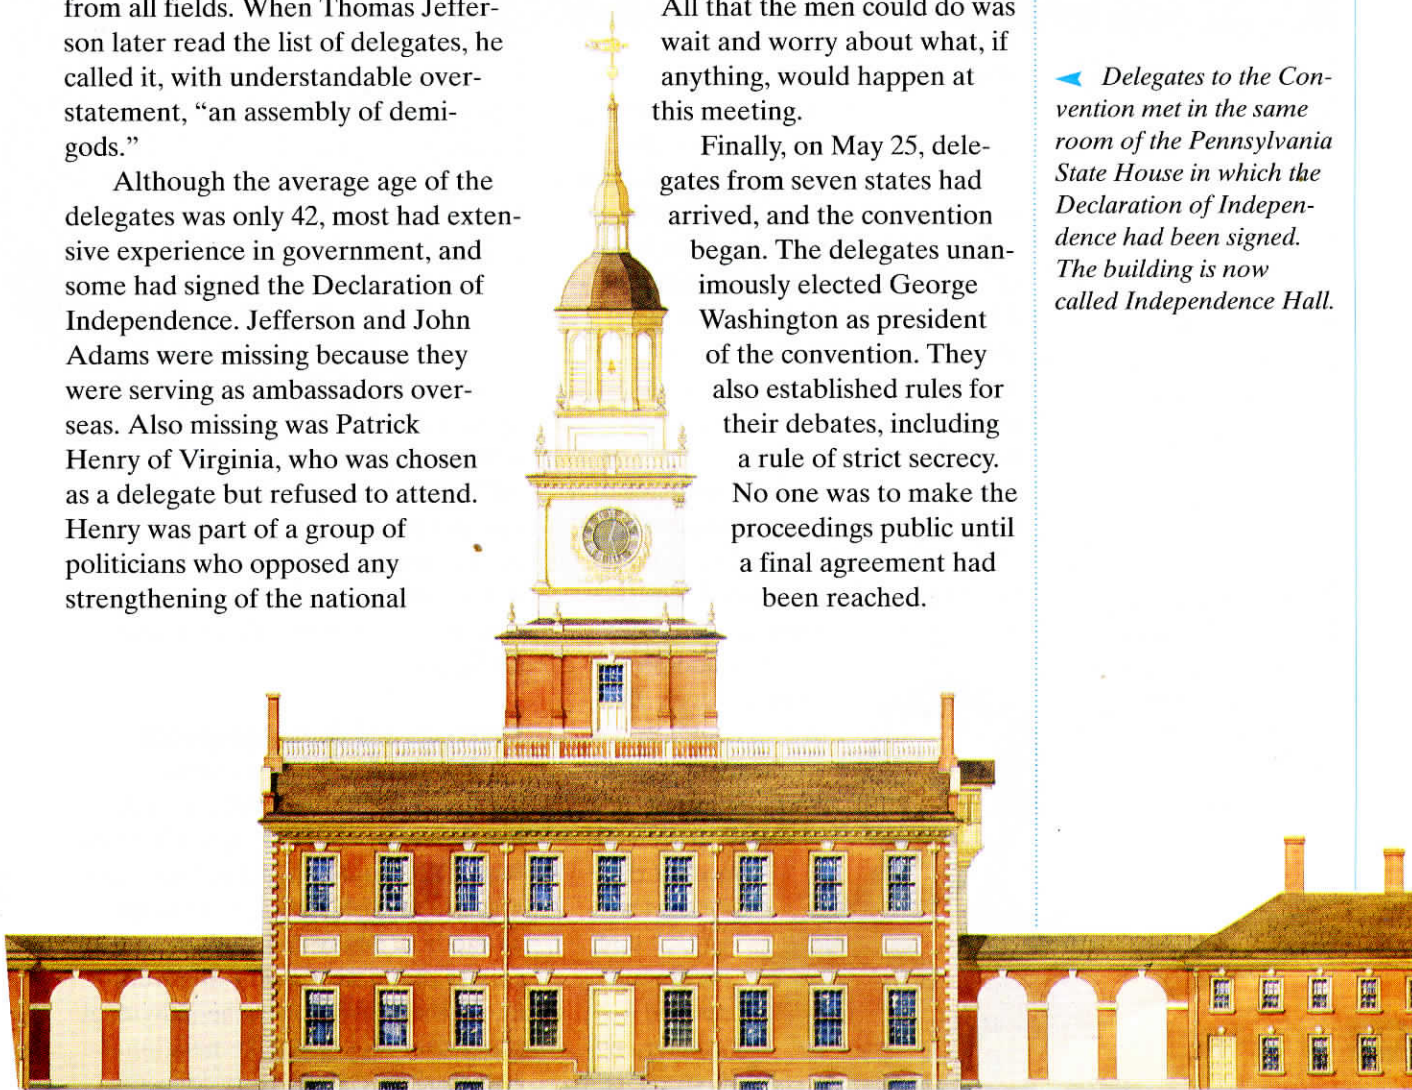 from all fields. When Thomas Jeffer-
son later read the list of delegates, he
called it, with understandable over-
statement, “an assembly of demi-
gods.”
Although the average age of the
delegates was only 42, most had exten-
sive experience in government, and
some had signed the Declaration of
Independence. Jefferson and John
Adams were missing because they
were serving as ambassadors over-
seas. Also missing was Patrick
Henry of Virginia, who was chosen
as a delegate but refused to attend.
Henry was part of a group of
politicians who opposed any
strengthening of the national
All that the men could do was
wait and worry about what, if
anything, would happen at
this meeting.
Finally, on May 25, dele-
gates from seven states had
arrived, and the convention
began. The delegates unan-
imously elected George
Washington as president
of the convention. They
also established rules for
their debates, including
a rule of strict secrecy.
No one was to make the
proceedings public until
a final agreement had
been reached.
Delegates to the Con-
vention met in the same
room of the Pennsylvania
State House in which the
Declaration of Indepen-
dence had been signed.
The building is now
called Independence Hall.